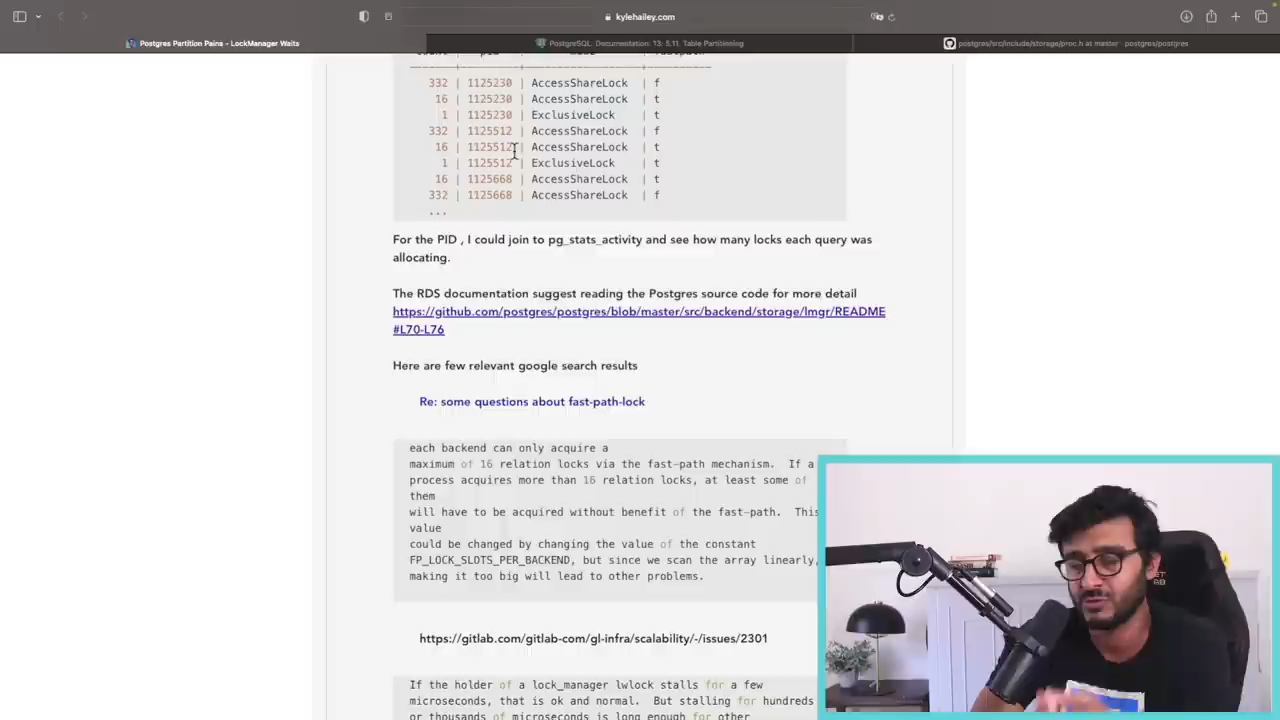 kylehailey.com
Postgres Partition Pains - LockManager Waits
PostgreSQL: Documentation: 13: 5.11. Table Partitioning
postgres/src/include/storage/proc.h at master · postgres/postgres
332 | 1125230 | AccessShareLock | f
16 | 1125230 | AccessShareLock | t
1 | 1125230 | ExclusiveLock | t
332 | 1125512 | AccessShareLock | f
16 | 1125512 | AccessShareLock | t
1 | 1125512 | ExclusiveLock | t
16 | 1125668 | AccessShareLock | t
332 | 1125668 | AccessShareLock | f
...
For the PID , I could join to pg_stats_activity and see how many locks each query was
allocating.
The RDS documentation suggest reading the Postgres source code for more detail
https://github.com/postgres/postgres/blob/master/src/backend/storage/lmgr/README
#L70-L76
Here are few relevant google search results
Re: some questions about fast-path-lock
each backend can only acquire a
maximum of 16 relation locks via the fast-path mechanism. If a
process acquires more than 16 relation locks, at least some of
them
will have to be acquired without benefit of the fast-path. This
value
could be changed by changing the value of the constant
FP_LOCK_SLOTS_PER_BACKEND, but since we scan the array linearly,
making it too big will lead to other problems.
https://gitlab.com/gitlab-com/gl-infra/scalability/-/issues/2301
If the holder of a lock_manager lwlock stalls for a few
microseconds, that is ok and normal. But stalling for hundreds
or thousands of microseconds is long enough for other